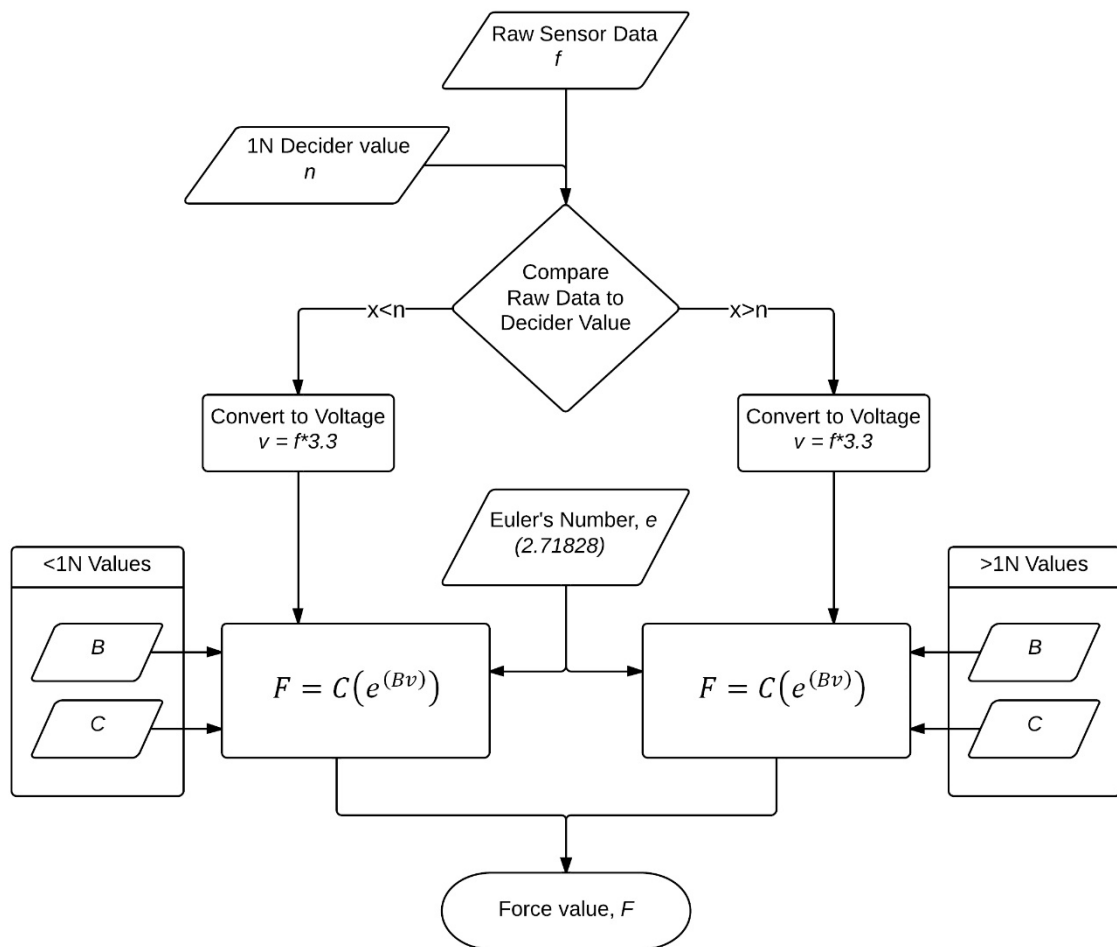 Raw Sensor Data
f
1N Decider value
n
Compare
Raw Data to
Decider Value
x<n
x>n
Convert to Voltage
v = f*3.3
Convert to Voltage
v = f*3.3
Euler's Number, e
(2.71828)
<1N Values
>1N Values
B
C
F = C(e^(Bv))
F = C(e^(Bv))
B
C
Force value, F